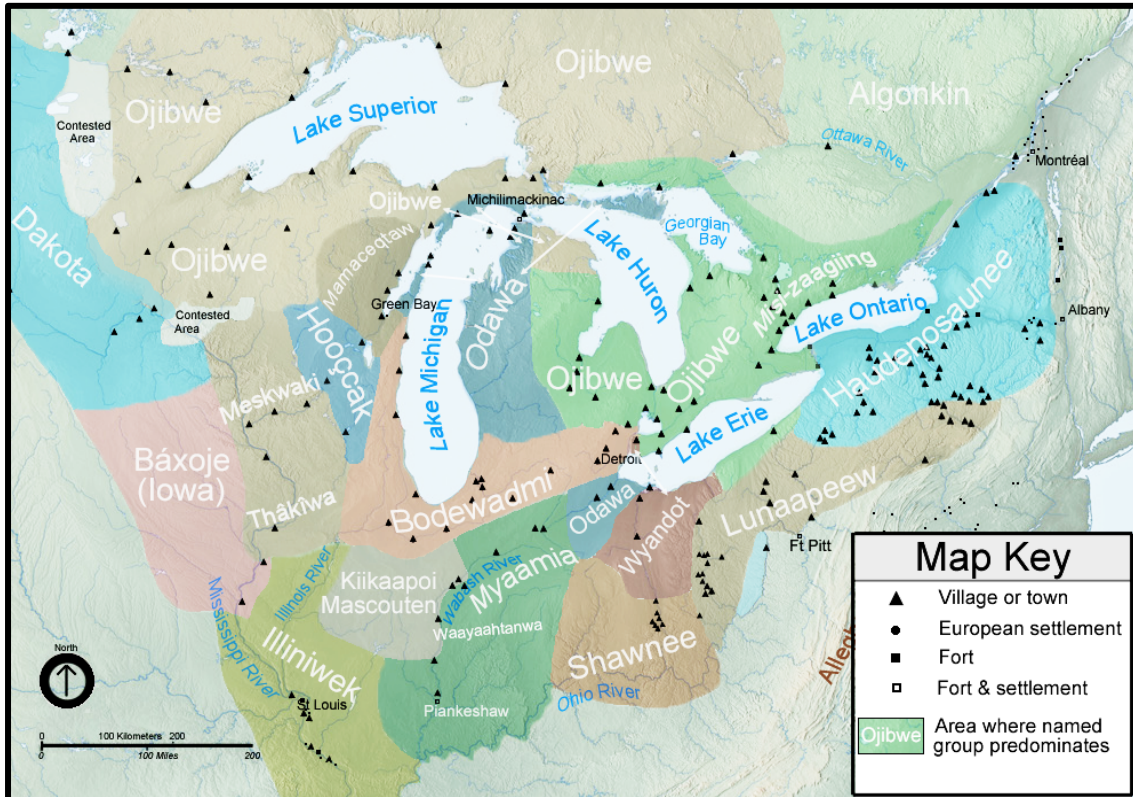 Ojibwe
Ojibwe
Algonkin
Ojibwe
Lake Superior
Contested
Area
Ottawa River
Montréal
Dakota
Ojibwe
Michilimackinac
Georgian
Bay
Ojibwe
Mamaceqtaw
Lake Huron
Misi-zaagiing
Haudenosaunee
Contested
Area
Green Bay
Odawa
Lake Ontario
Albany
Hooçcak
Lake Michigan
Ojibwe
Ojibwe
Meskwaki
Lake Erie
Báxoje
(Iowa)
Detroit
Thâkîwa
Bodewadmi
Odawa
Wyandot
Lunaapeew
Ft Pitt
Illinois River
Kiikaapoi
Mascouten
Wabash River
Myaamia
Mississippi River
Waayaahtanwa
Illiniwek
Shawnee
Allegh
North
St Louis
Piankeshaw
Ohio River
100 Kilometers 200
0
0
100 Miles
200
Map Key
Village or town
European settlement
Fort
Fort & settlement
Ojibwe
Area where named
group predominates